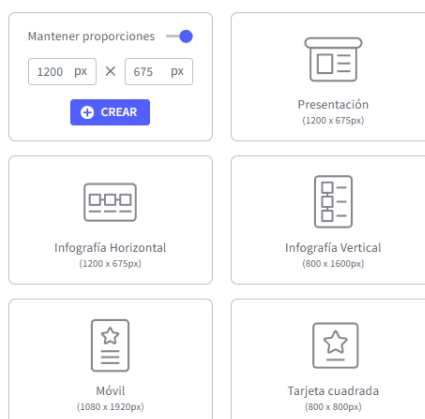 Mantener proporciones
1200 px × 675 px
CREAR
Presentación
(1200 x 675px)
Infografía Horizontal
(1200 x 675px)
Infografía Vertical
(800 x 1600px)
Móvil
(1080 x 1920px)
Tarjeta cuadrada
(800 x 800px)